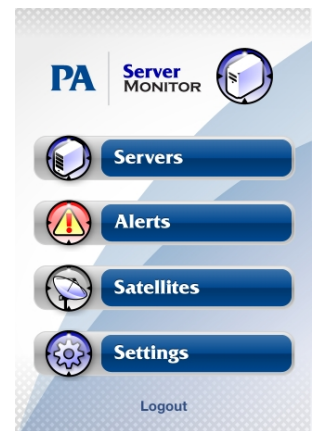 PA
Server
MONITOR
Servers
Alerts
Satellites
Settings
Logout